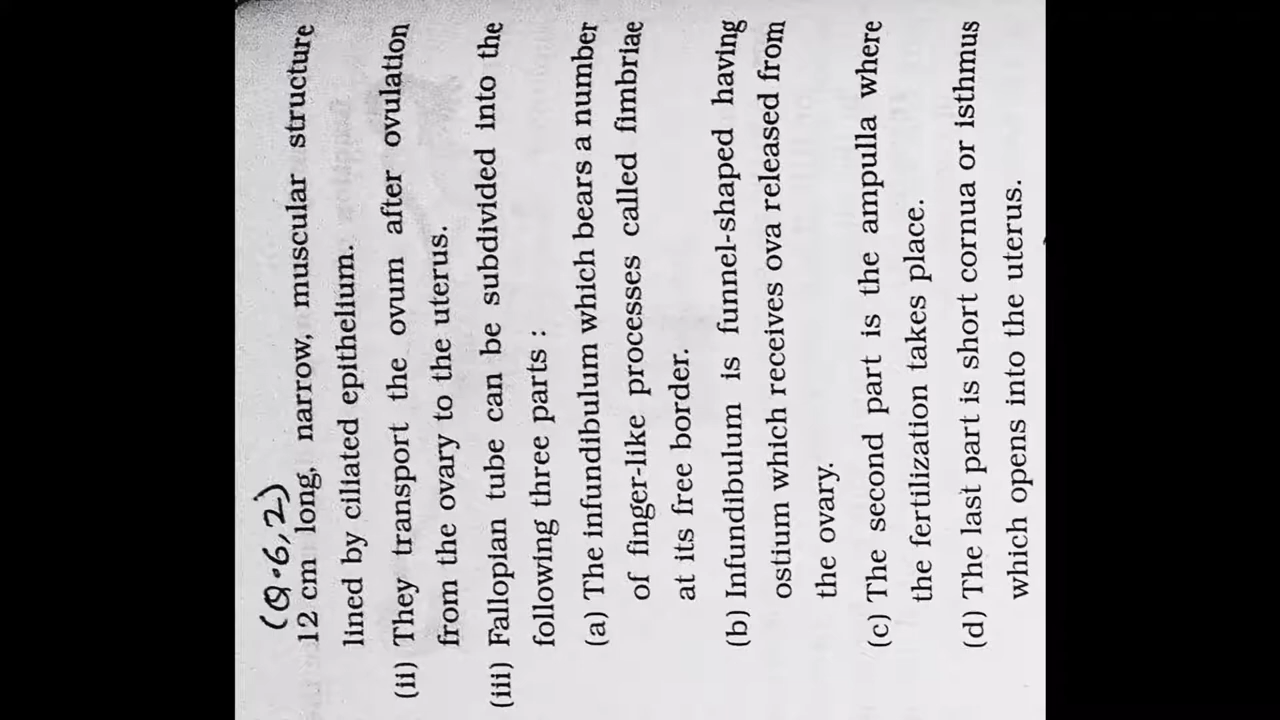 (Q.6,2)
12 cm long, narrow, muscular structure
lined by ciliated epithelium.
(ii) They transport the ovum after ovulation
from the ovary to the uterus.
(iii) Fallopian tube can be subdivided into the
following three parts :
(a) The infundibulum which bears a number
of finger-like processes called fimbriae
at its free border.
(b) Infundibulum is funnel-shaped having
ostium which receives ova released from
the ovary.
(c) The second part is the ampulla where
the fertilization takes place.
(d) The last part is short cornua or isthmus
which opens into the uterus.